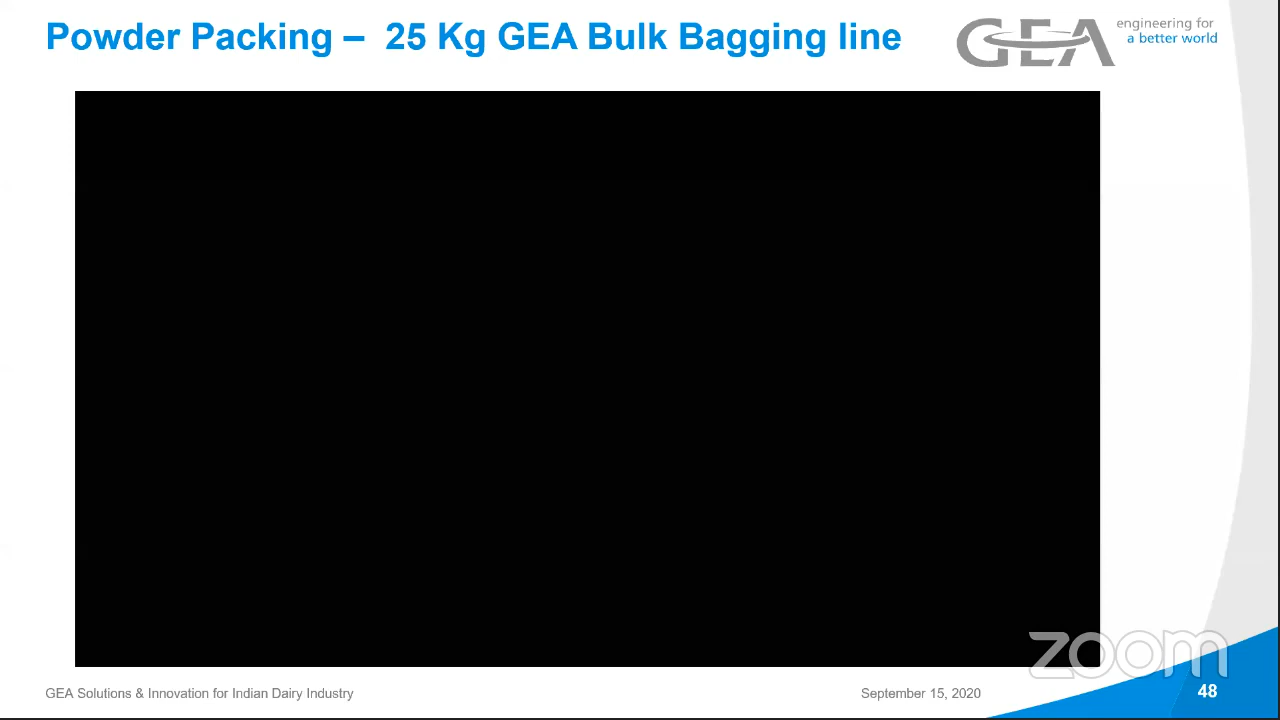 Powder Packing –  25 Kg GEA Bulk Bagging line
GEA
engineering for
a better world
zoom
GEA Solutions & Innovation for Indian Dairy Industry
September 15, 2020
48